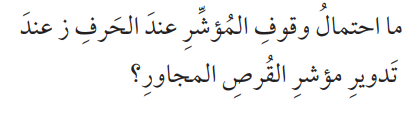 ما احتمالُ وقوفِ المُؤشِّرِ عندَ الحَرفِ ز عندَ
تَدويرِ مؤشرِ القُرصِ المجاورِ؟